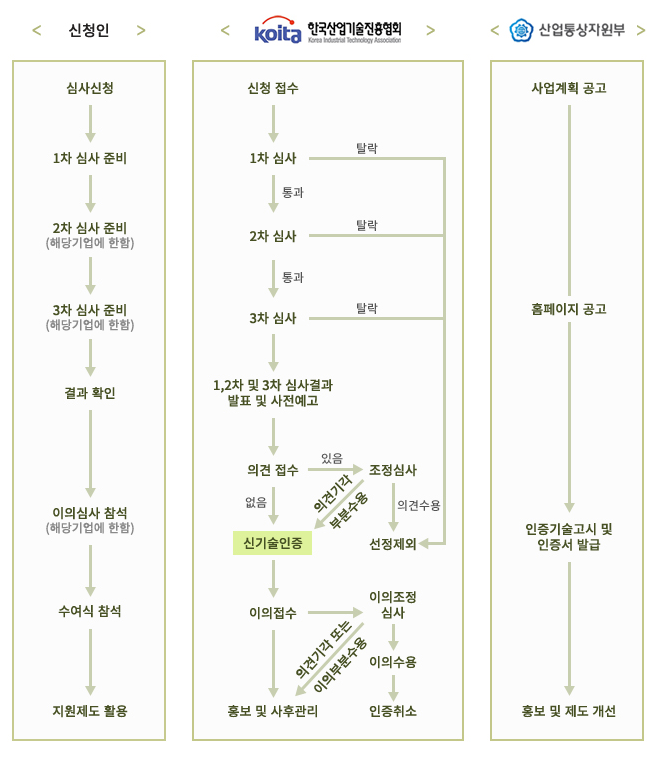 < 신청인 >
< koita 한국산업기술진흥협회 >
Korea Industrial Technology Association
< 산업통상자원부 >
심사신청
1차 심사 준비
2차 심사 준비
(해당기업에 한함)
3차 심사 준비
(해당기업에 한함)
결과 확인
이의심사 참석
(해당기업에 한함)
수여식 참석
지원제도 활용
신청 접수
1차 심사
탈락
통과
2차 심사
탈락
통과
3차 심사
탈락
1,2차 및 3차 심사결과
발표 및 사전예고
의견 접수
있음
조정심사
없음
의견기각
부분수용
의견수용
신기술인증
선정제외
이의접수
이의조정
심사
의견기각 또는
이의부분수용
이의수용
홍보 및 사후관리
인증취소
사업계획 공고
홈페이지 공고
인증기술고시 및
인증서 발급
홍보 및 제도 개선